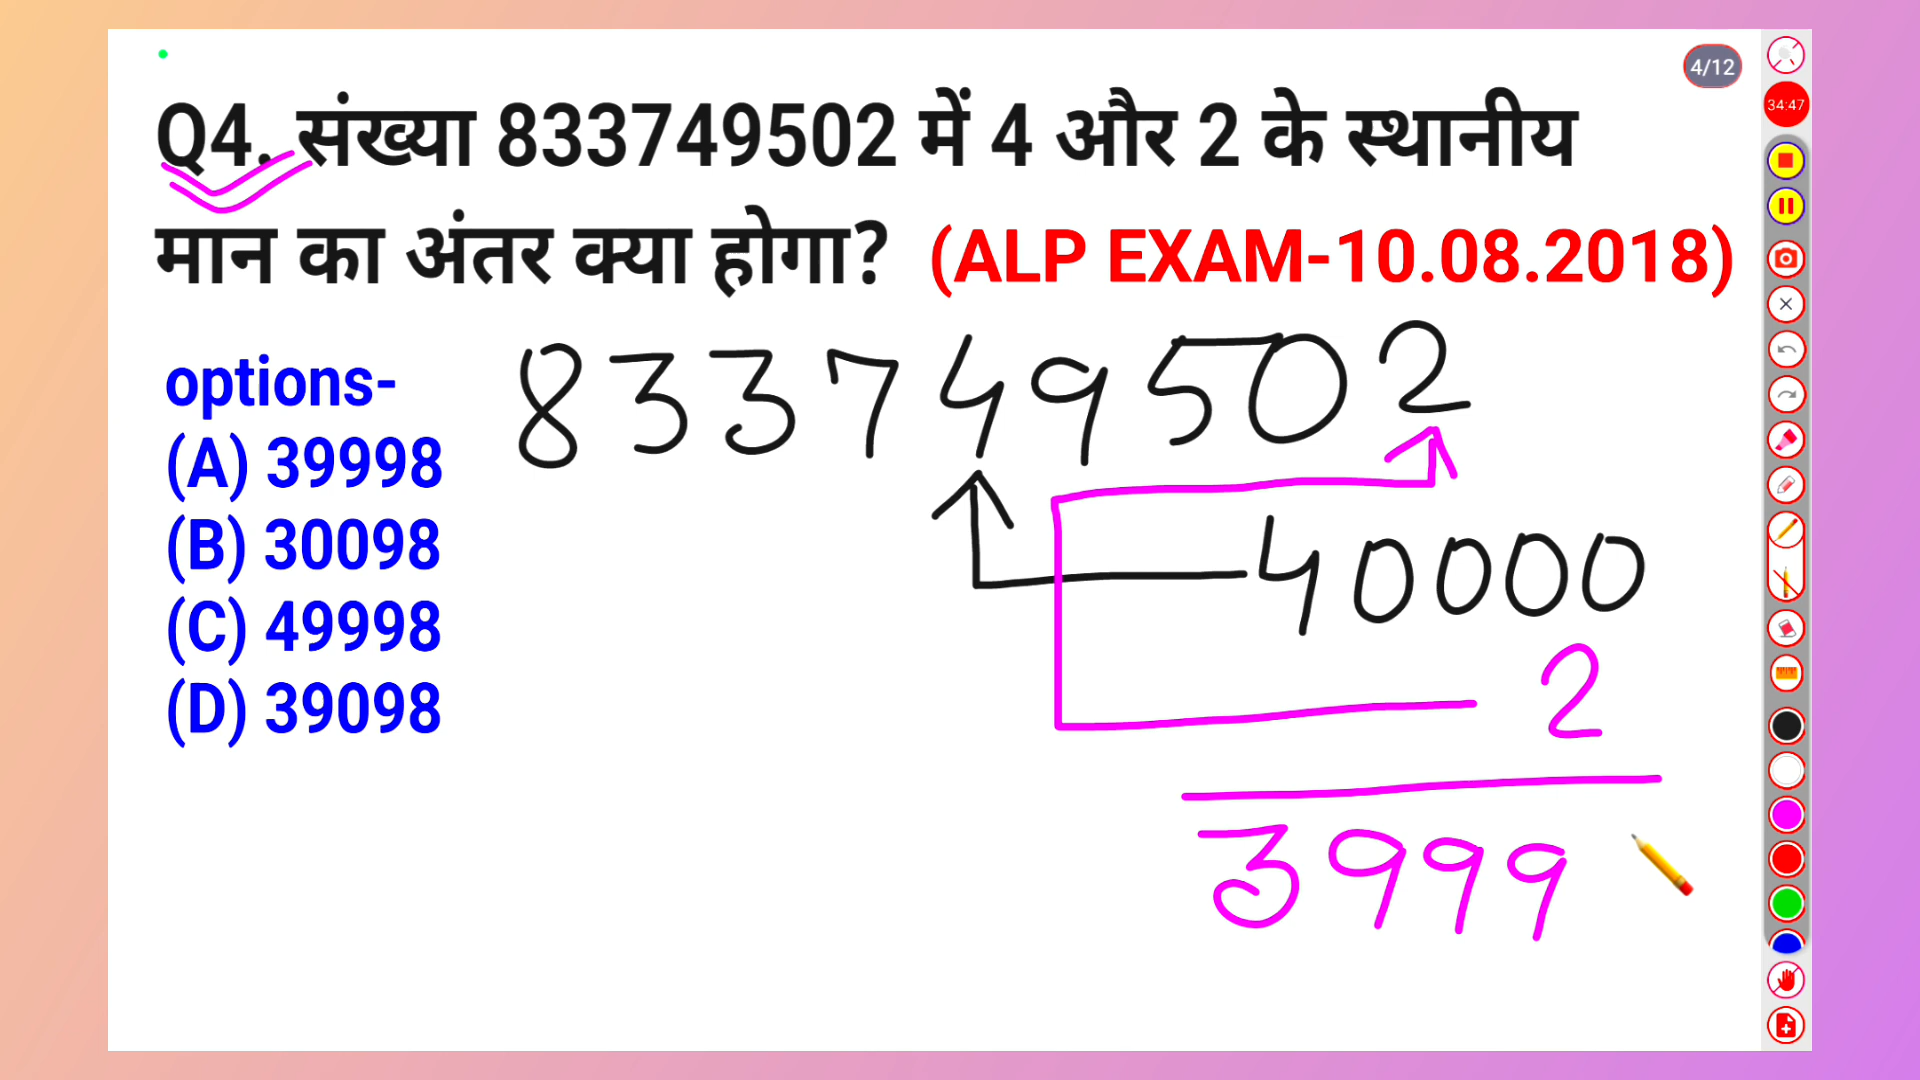 4/12
34:47
Q4. संख्या 833749502 में 4 और 2 के स्थानीय
मान का अंतर क्या होगा? (ALP EXAM-10.08.2018)
options-
(A) 39998
(B) 30098
(C) 49998
(D) 39098
833749502
40000
2
3999